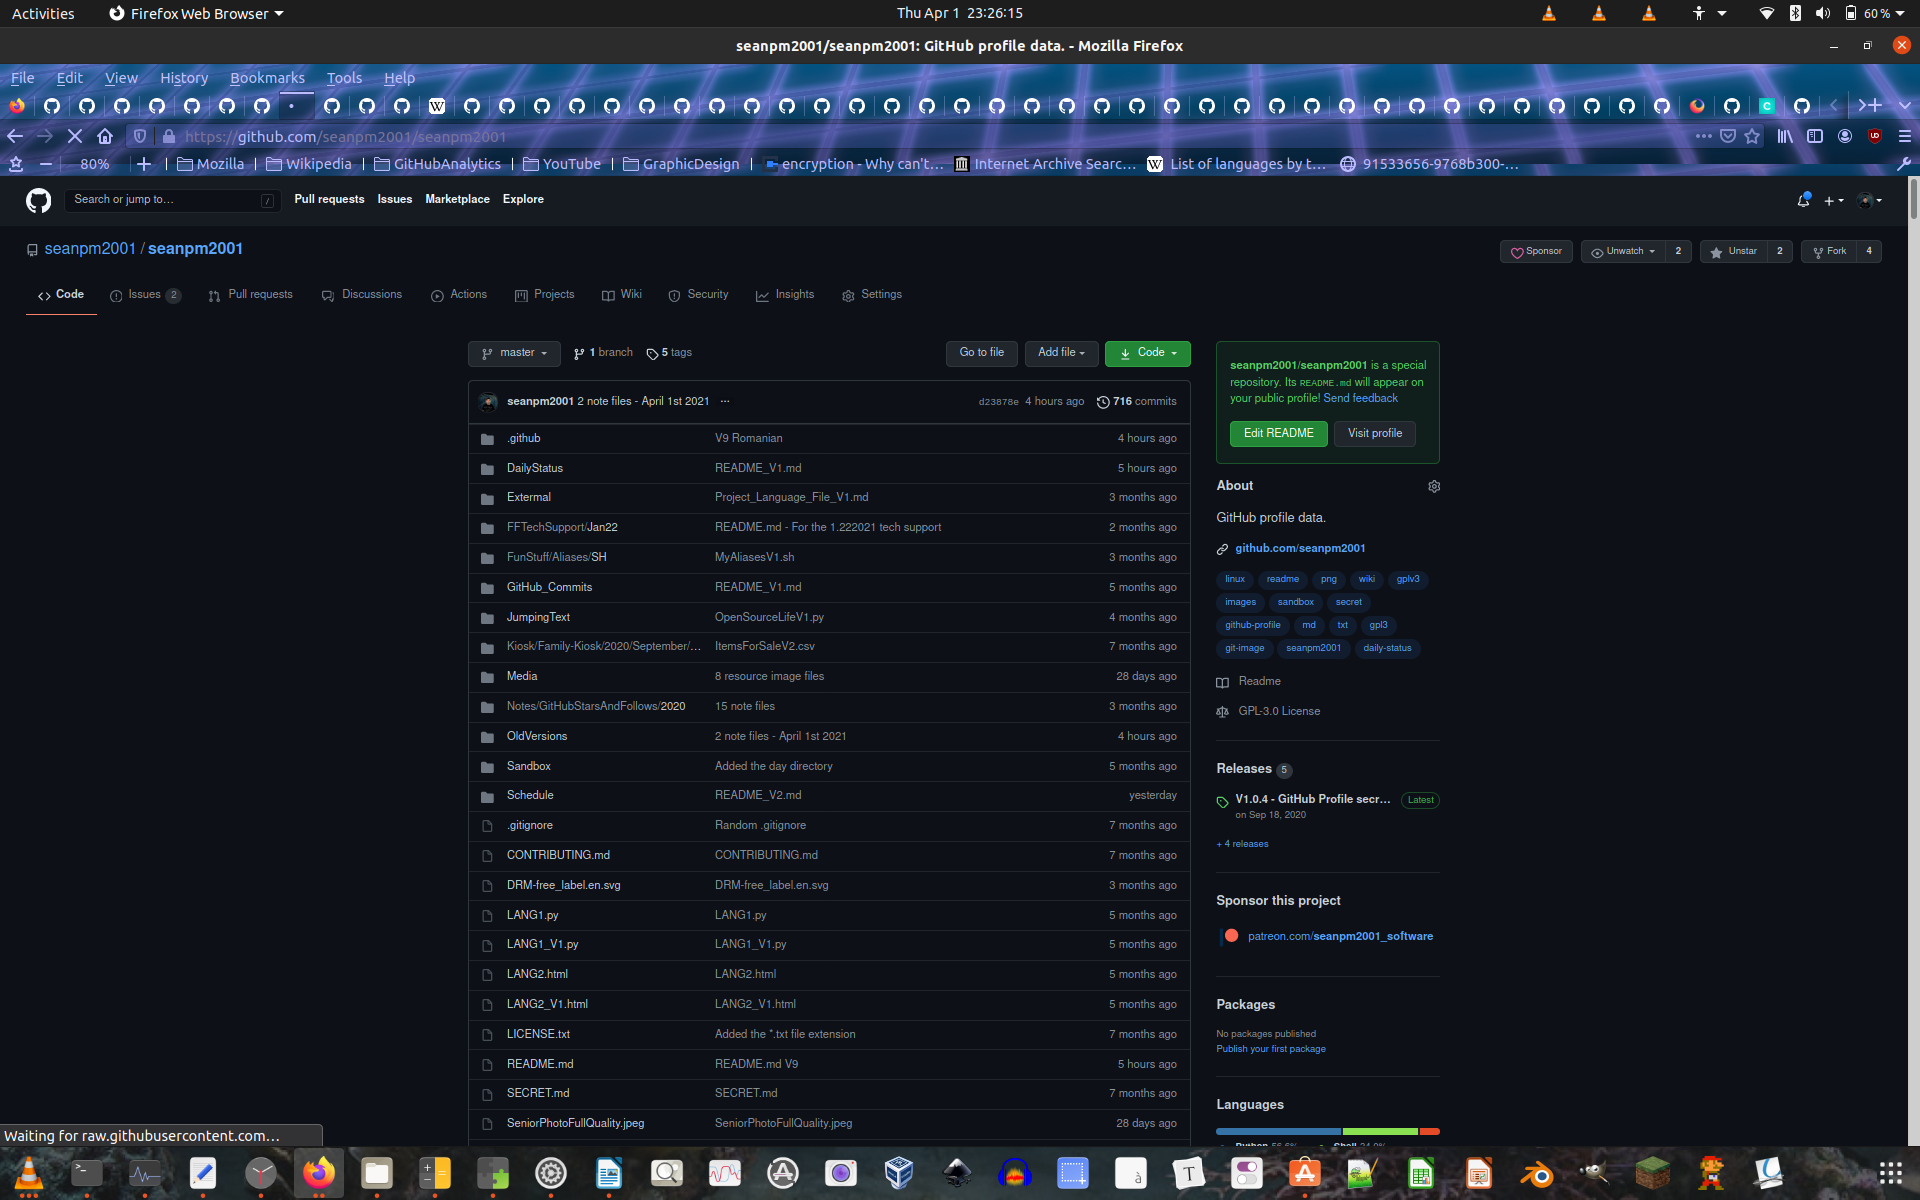 Activities Firefox Web Browser Thu Apr 1 23:26:15 60 %
seanpm2001/seanpm2001: GitHub profile data. - Mozilla Firefox
File Edit View History Bookmarks Tools Help
https://github.com/seanpm2001/seanpm2001
80% Mozilla Wikipedia GitHubAnalytics YouTube GraphicDesign encryption - Why can't… Internet Archive Searc… List of languages by t… 91533656-9768b300-…
Search or jump to… / Pull requests Issues Marketplace Explore
seanpm2001 / seanpm2001 Sponsor Unwatch 2 Unstar 2 Fork 4
Code Issues 2 Pull requests Discussions Actions Projects Wiki Security Insights Settings
master 1 branch 5 tags Go to file Add file Code
seanpm2001 2 note files - April 1st 2021 ... d23878e 4 hours ago 716 commits
.github V9 Romanian 4 hours ago
DailyStatus README_V1.md 5 hours ago
Extermal Project_Language_File_V1.md 3 months ago
FFTechSupport/Jan22 README.md - For the 1.222021 tech support 2 months ago
FunStuff/Aliases/SH MyAliasesV1.sh 3 months ago
GitHub_Commits README_V1.md 5 months ago
JumpingText OpenSourceLifeV1.py 4 months ago
Kiosk/Family-Kiosk/2020/September/… ItemsForSaleV2.csv 7 months ago
Media 8 resource image files 28 days ago
Notes/GitHubStarsAndFollows/2020 15 note files 3 months ago
OldVersions 2 note files - April 1st 2021 4 hours ago
Sandbox Added the day directory 5 months ago
Schedule README_V2.md yesterday
.gitignore Random .gitignore 7 months ago
CONTRIBUTING.md CONTRIBUTING.md 7 months ago
DRM-free_label.en.svg DRM-free_label.en.svg 3 months ago
LANG1.py LANG1.py 5 months ago
LANG1_V1.py LANG1_V1.py 5 months ago
LANG2.html LANG2.html 5 months ago
LANG2_V1.html LANG2_V1.html 5 months ago
LICENSE.txt Added the *.txt file extension 7 months ago
README.md README.md V9 5 hours ago
SECRET.md SECRET.md 7 months ago
SeniorPhotoFullQuality.jpeg SeniorPhotoFullQuality.jpeg 28 days ago
seanpm2001/seanpm2001 is a special
repository. Its README.md will appear on
your public profile! Send feedback
Edit README Visit profile
About
GitHub profile data.
github.com/seanpm2001
linux readme png wiki gplv3
images sandbox secret
github-profile md txt gpl3
git-image seanpm2001 daily-status
Readme
GPL-3.0 License
Releases 5
V1.0.4 - GitHub Profile secr… Latest
on Sep 18, 2020
+ 4 releases
Sponsor this project
patreon.com/seanpm2001_software
Packages
No packages published
Publish your first package
Languages
Waiting for raw.githubusercontent.com…